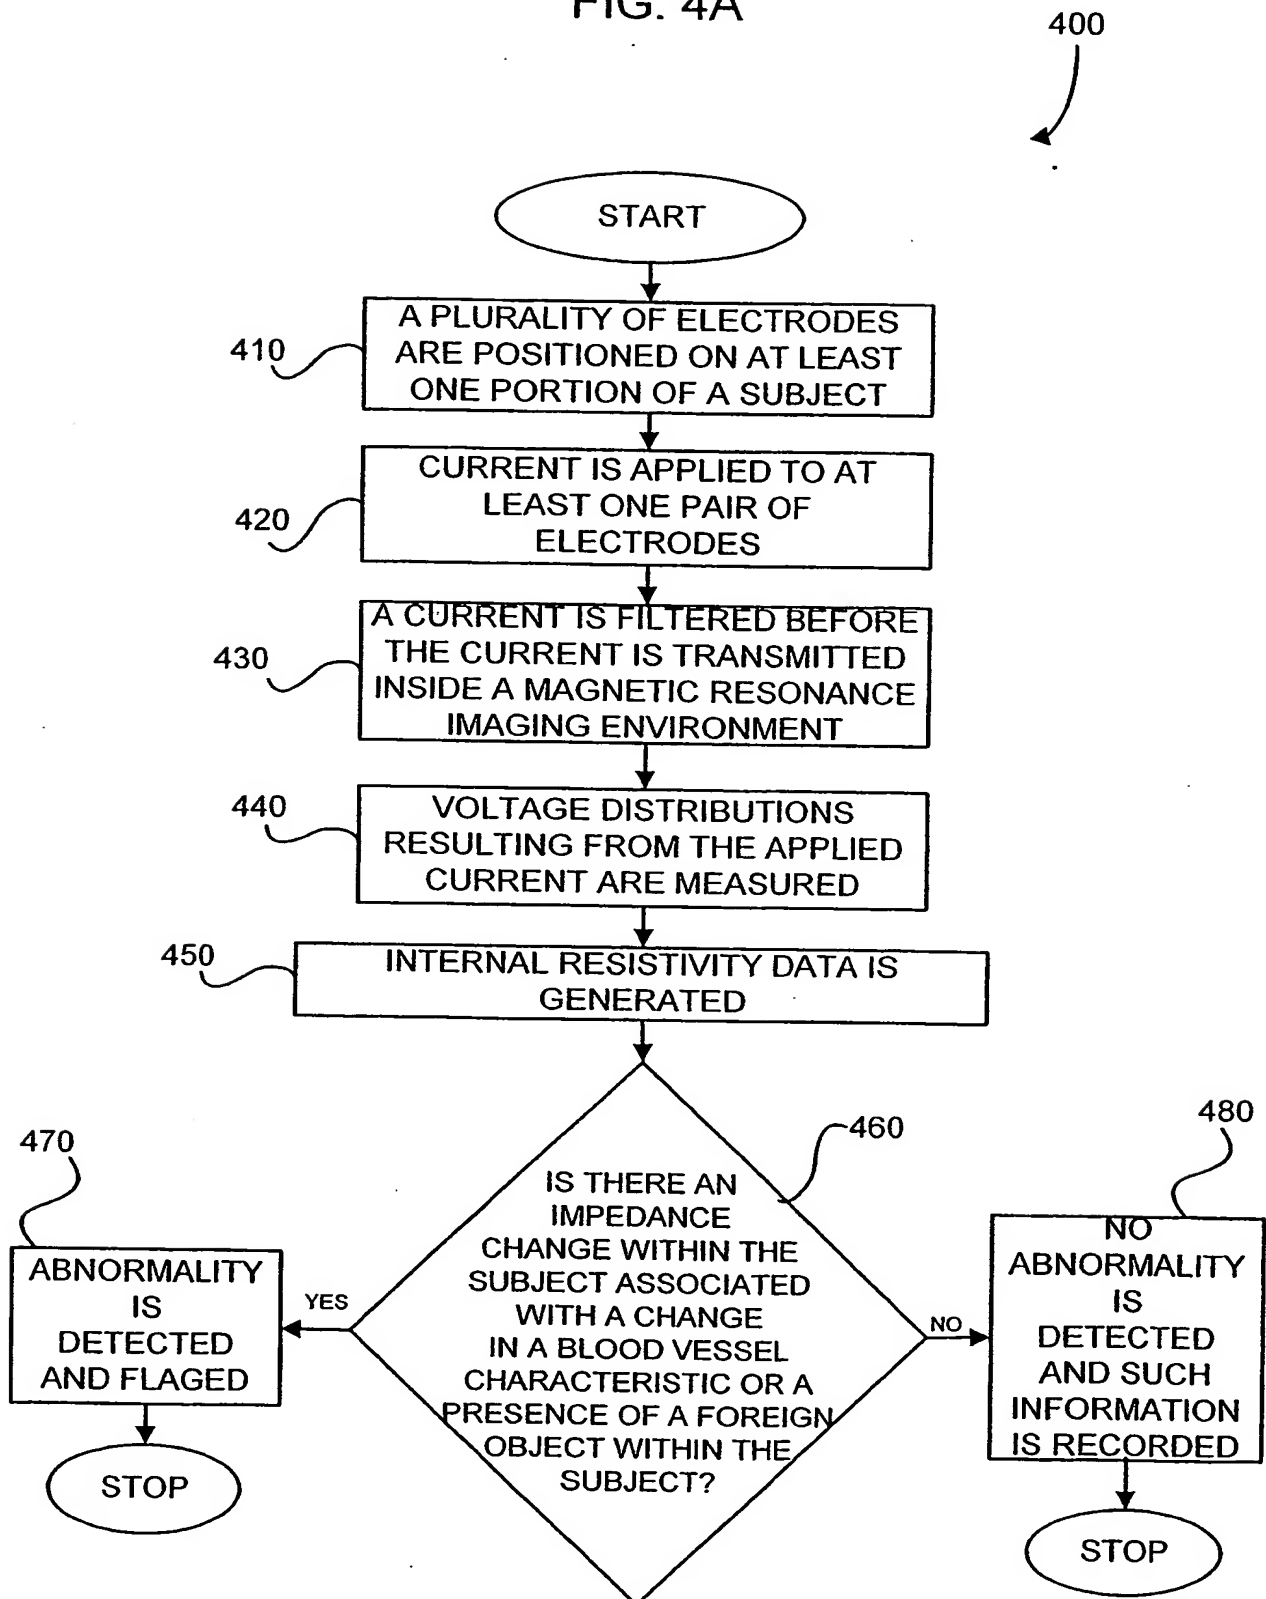 FIG. 4A
400
START
410
A PLURALITY OF ELECTRODES
ARE POSITIONED ON AT LEAST
ONE PORTION OF A SUBJECT
420
CURRENT IS APPLIED TO AT
LEAST ONE PAIR OF
ELECTRODES
430
A CURRENT IS FILTERED BEFORE
THE CURRENT IS TRANSMITTED
INSIDE A MAGNETIC RESONANCE
IMAGING ENVIRONMENT
440
VOLTAGE DISTRIBUTIONS
RESULTING FROM THE APPLIED
CURRENT ARE MEASURED
450
INTERNAL RESISTIVITY DATA IS
GENERATED
460
IS THERE AN
IMPEDANCE
CHANGE WITHIN THE
SUBJECT ASSOCIATED
WITH A CHANGE
IN A BLOOD VESSEL
CHARACTERISTIC OR A
PRESENCE OF A FOREIGN
OBJECT WITHIN THE
SUBJECT?
YES
470
ABNORMALITY
IS
DETECTED
AND FLAGED
STOP
NO
480
NO
ABNORMALITY
IS
DETECTED
AND SUCH
INFORMATION
IS RECORDED
STOP